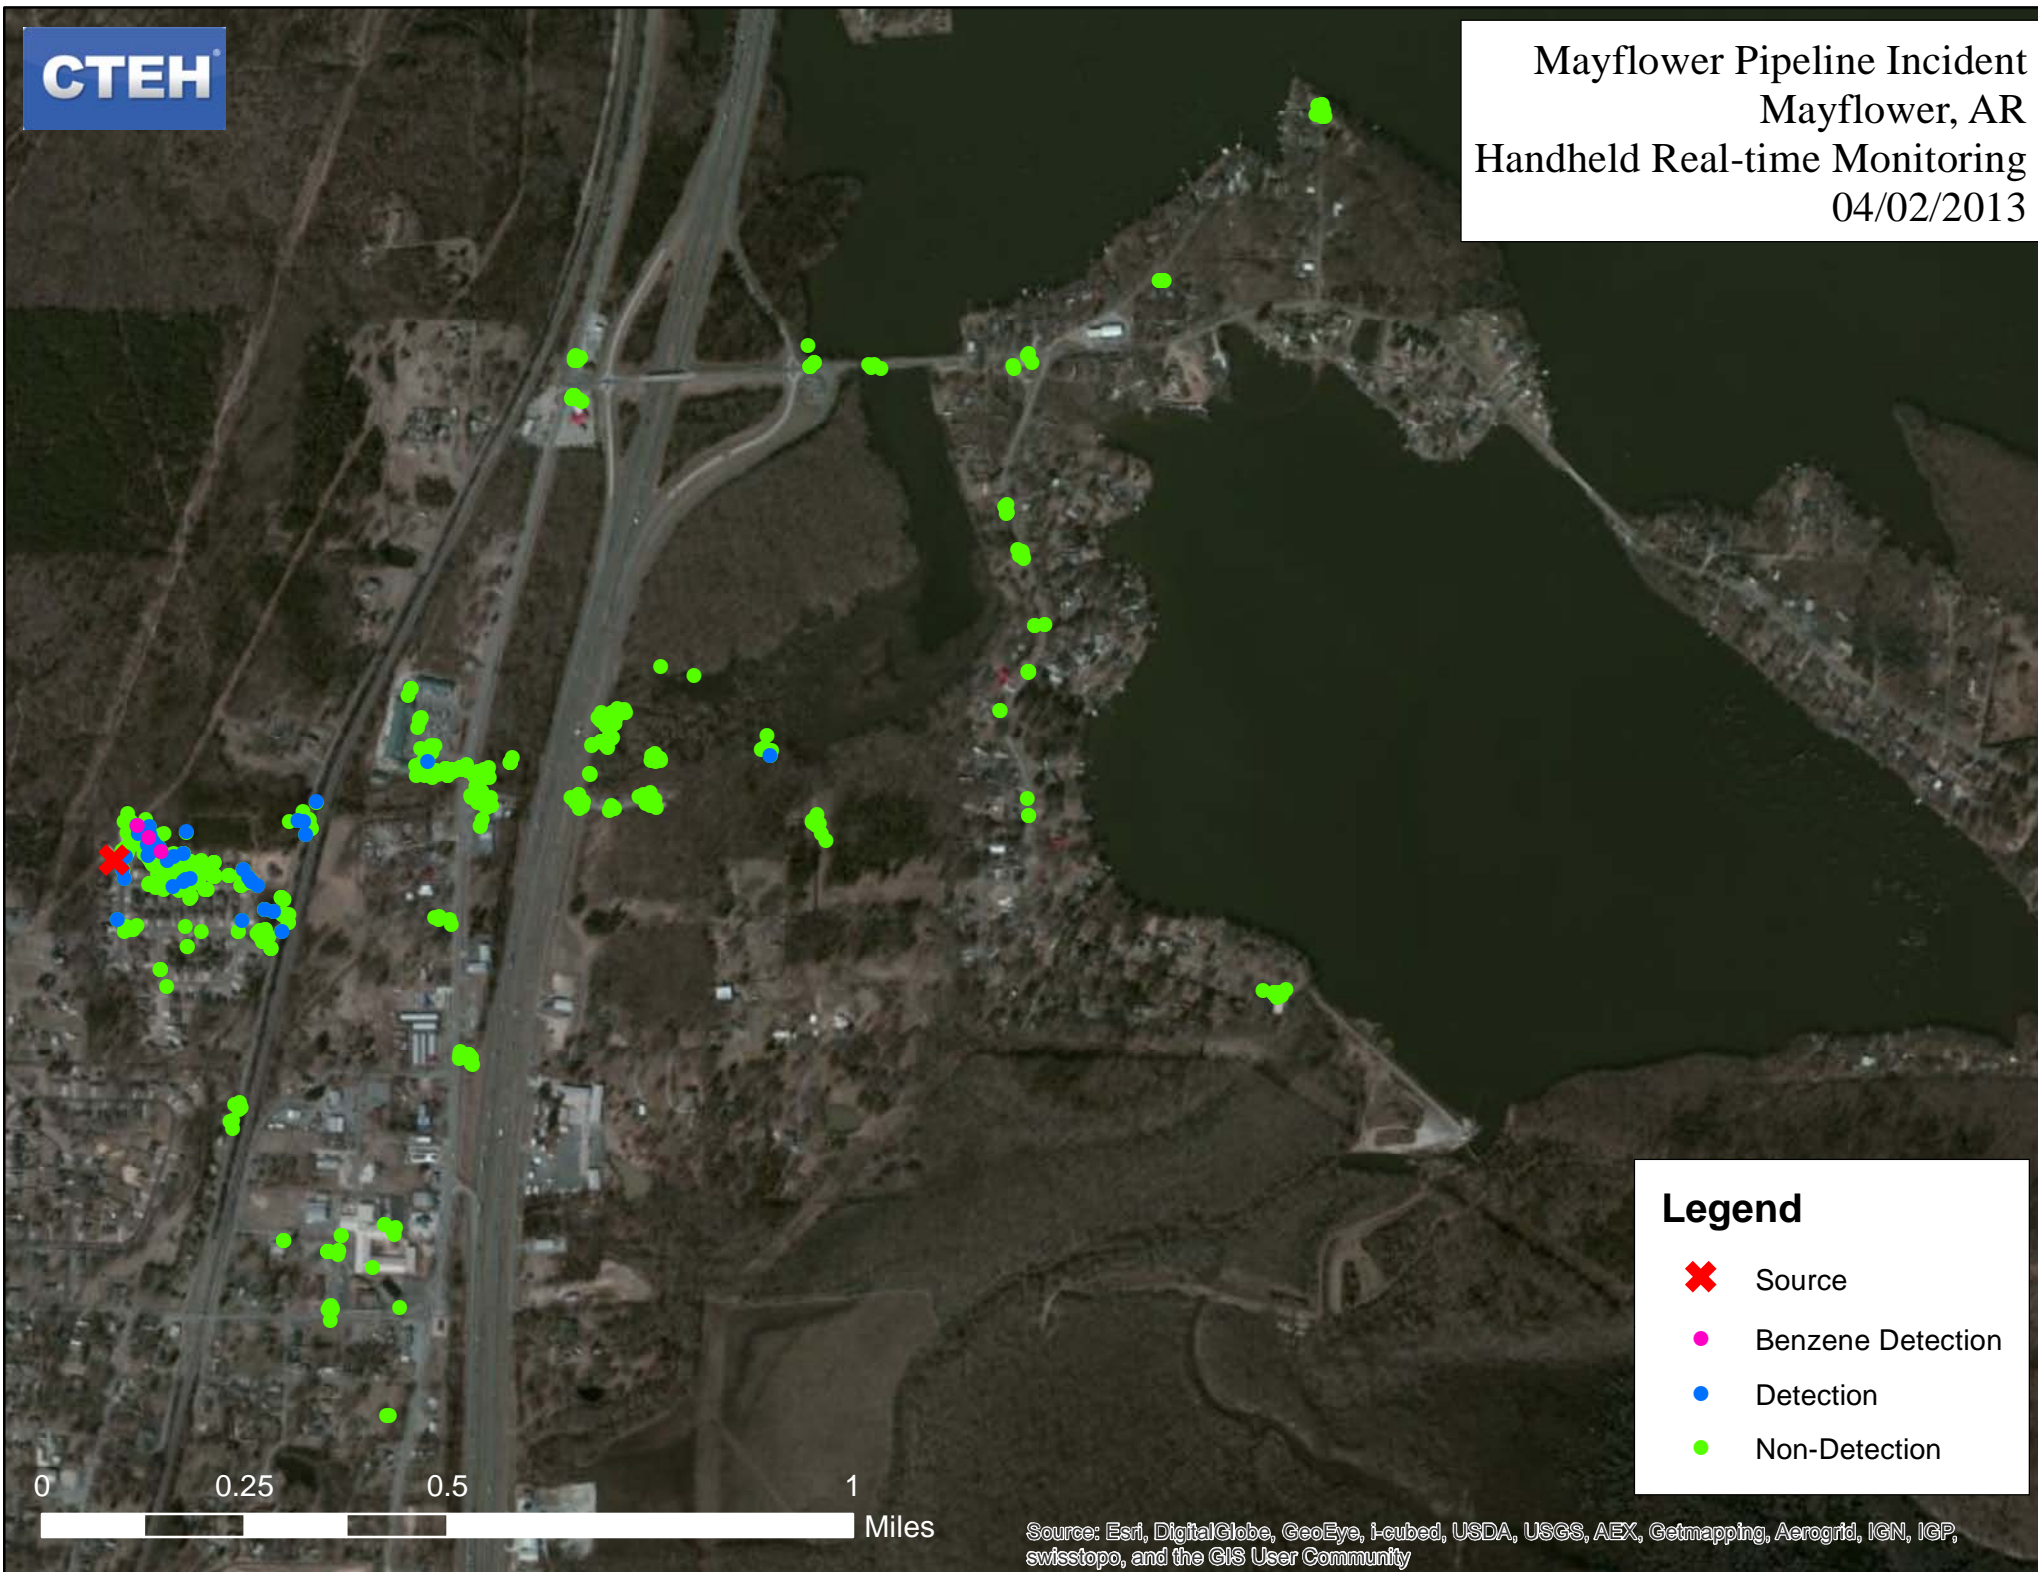 CTEH®
Mayflower Pipeline Incident
Mayflower, AR
Handheld Real-time Monitoring
04/02/2013
Legend
Source
Benzene Detection
Detection
Non-Detection
0 0.25 0.5 1
Miles
Source: Esri, DigitalGlobe, GeoEye, i-cubed, USDA, USGS, AEX, Getmapping, Aerogrid, IGN, IGP,
swisstopo, and the GIS User Community